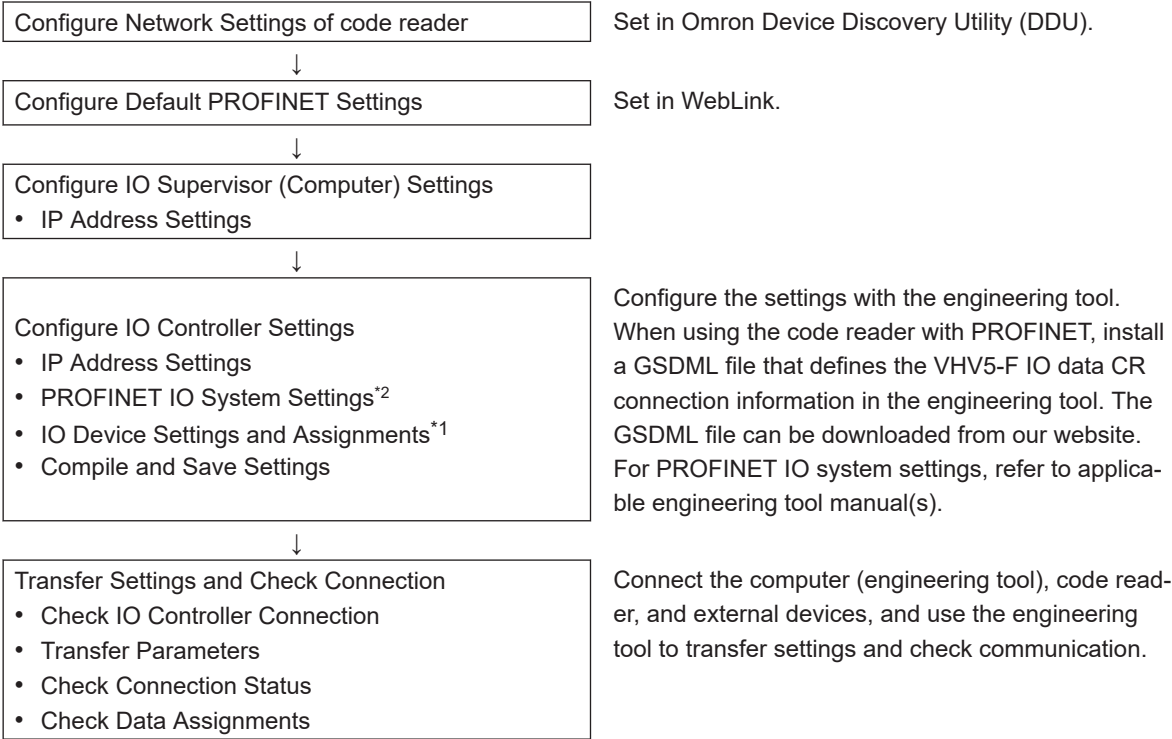 Configure Network Settings of code reader
Set in Omron Device Discovery Utility (DDU).
↓
Configure Default PROFINET Settings
Set in WebLink.
↓
Configure IO Supervisor (Computer) Settings
• IP Address Settings
↓
Configure IO Controller Settings
• IP Address Settings
• PROFINET IO System Settings*2
• IO Device Settings and Assignments*1
• Compile and Save Settings
Configure the settings with the engineering tool.
When using the code reader with PROFINET, install
a GSDML file that defines the VHV5-F IO data CR
connection information in the engineering tool. The
GSDML file can be downloaded from our website.
For PROFINET IO system settings, refer to applica-
ble engineering tool manual(s).
↓
Transfer Settings and Check Connection
• Check IO Controller Connection
• Transfer Parameters
• Check Connection Status
• Check Data Assignments
Connect the computer (engineering tool), code read-
er, and external devices, and use the engineering
tool to transfer settings and check communication.